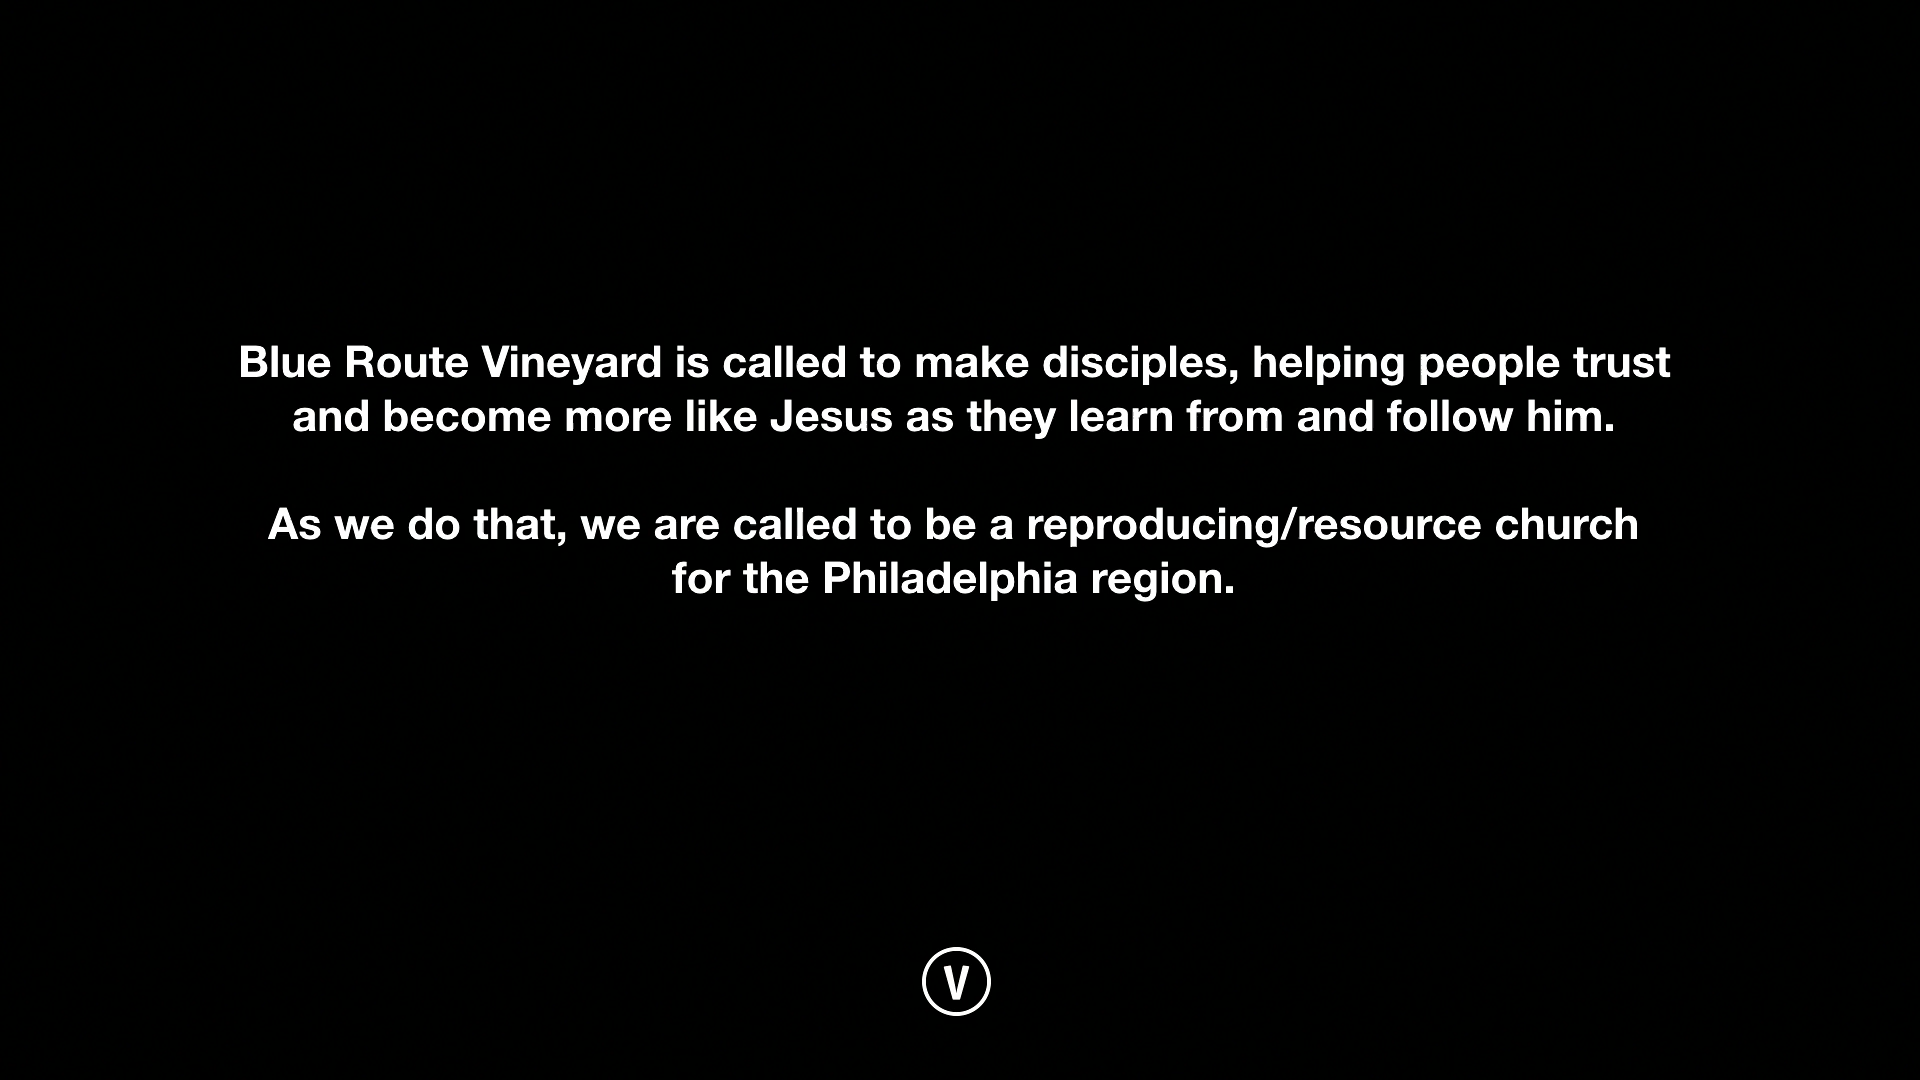 Blue Route Vineyard is called to make disciples, helping people trust
and become more like Jesus as they learn from and follow him.
As we do that, we are called to be a reproducing/resource church
for the Philadelphia region.
V